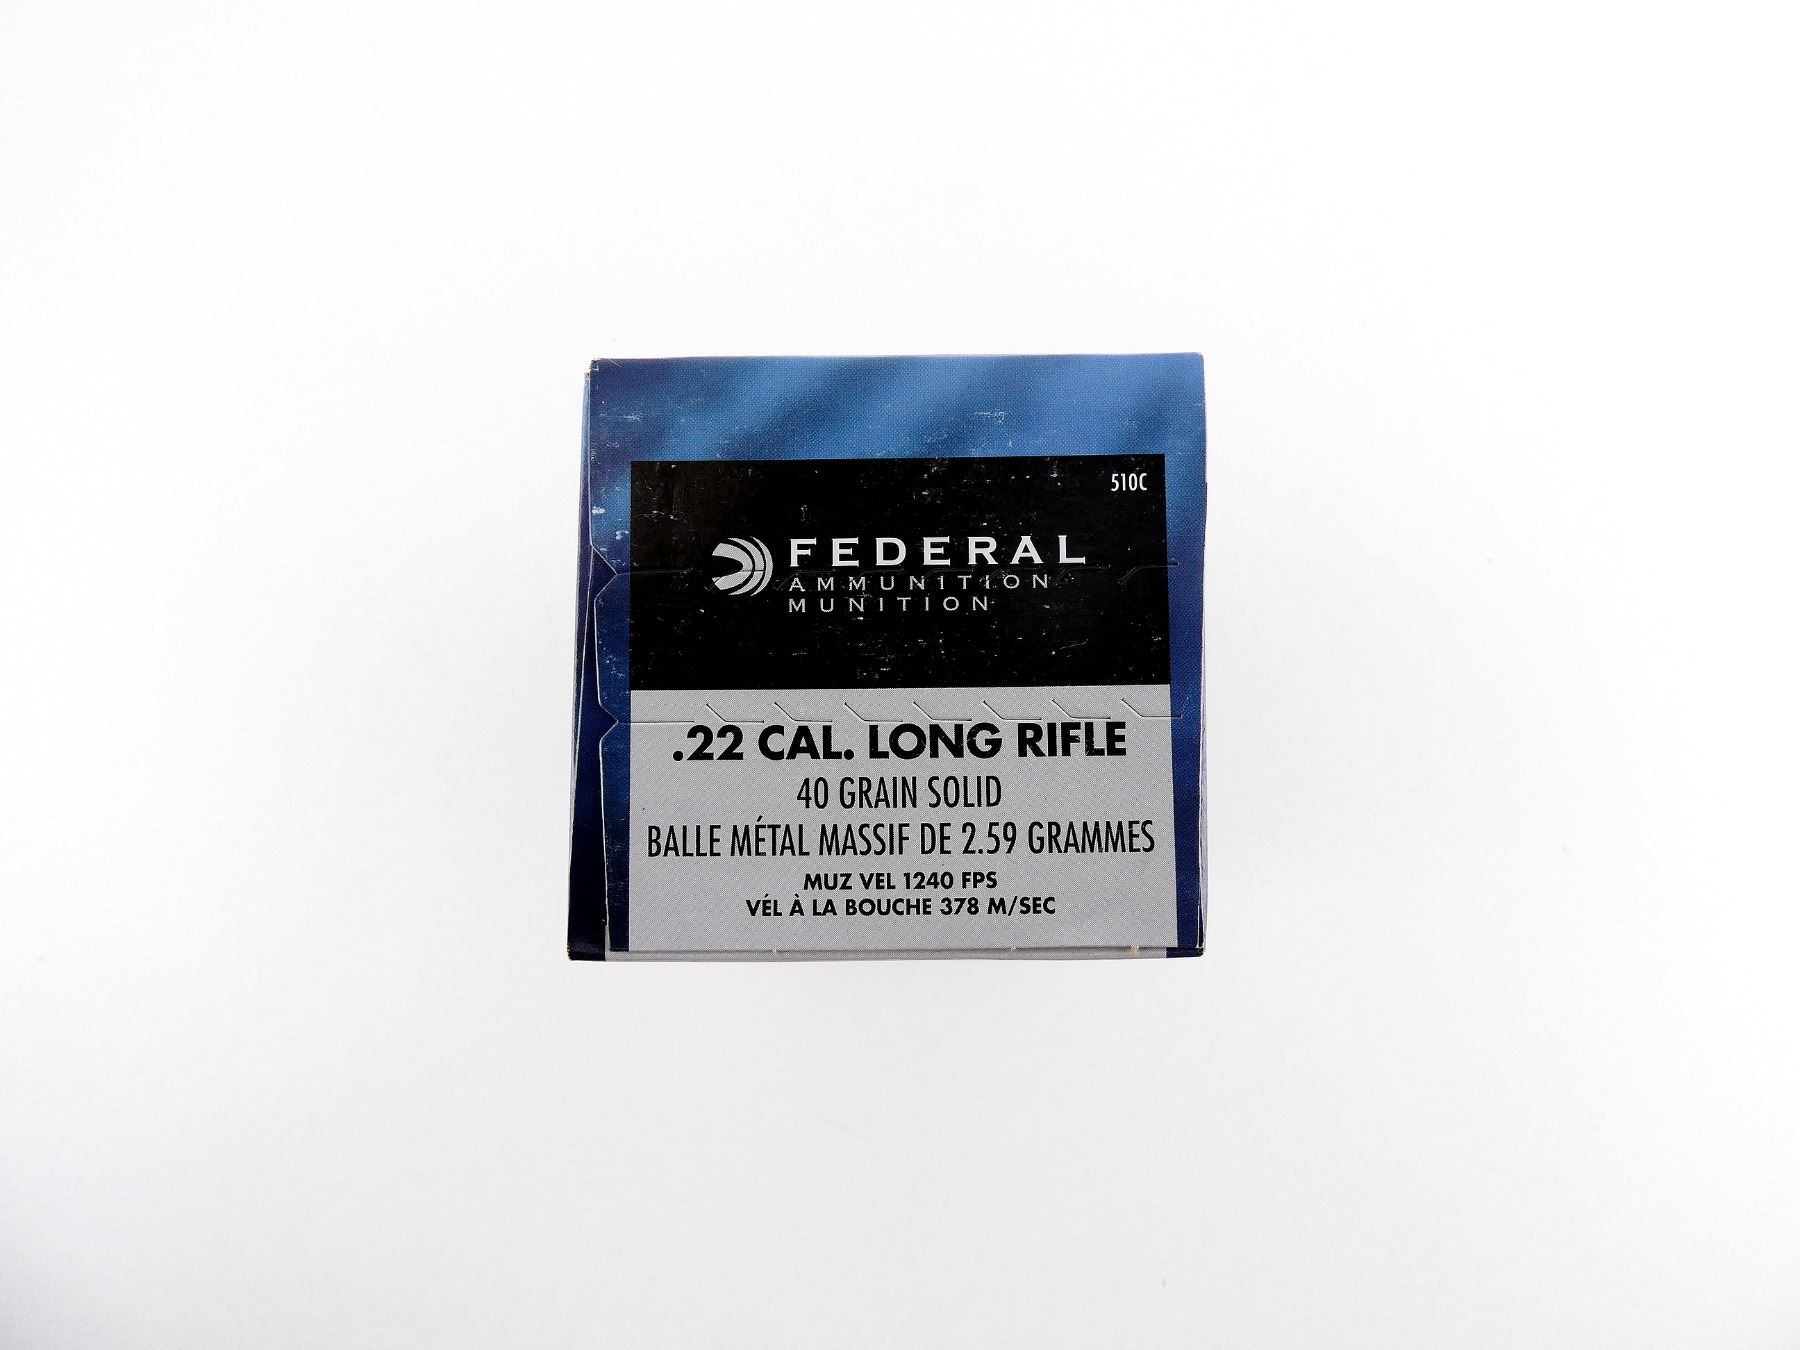 510C
FEDERAL
AMMUNITION
MUNITION
.22 CAL. LONG RIFLE
40 GRAIN SOLID
BALLE MÉTAL MASSIF DE 2.59 GRAMMES
MUZ VEL 1240 FPS
VÉL À LA BOUCHE 378 M/SEC